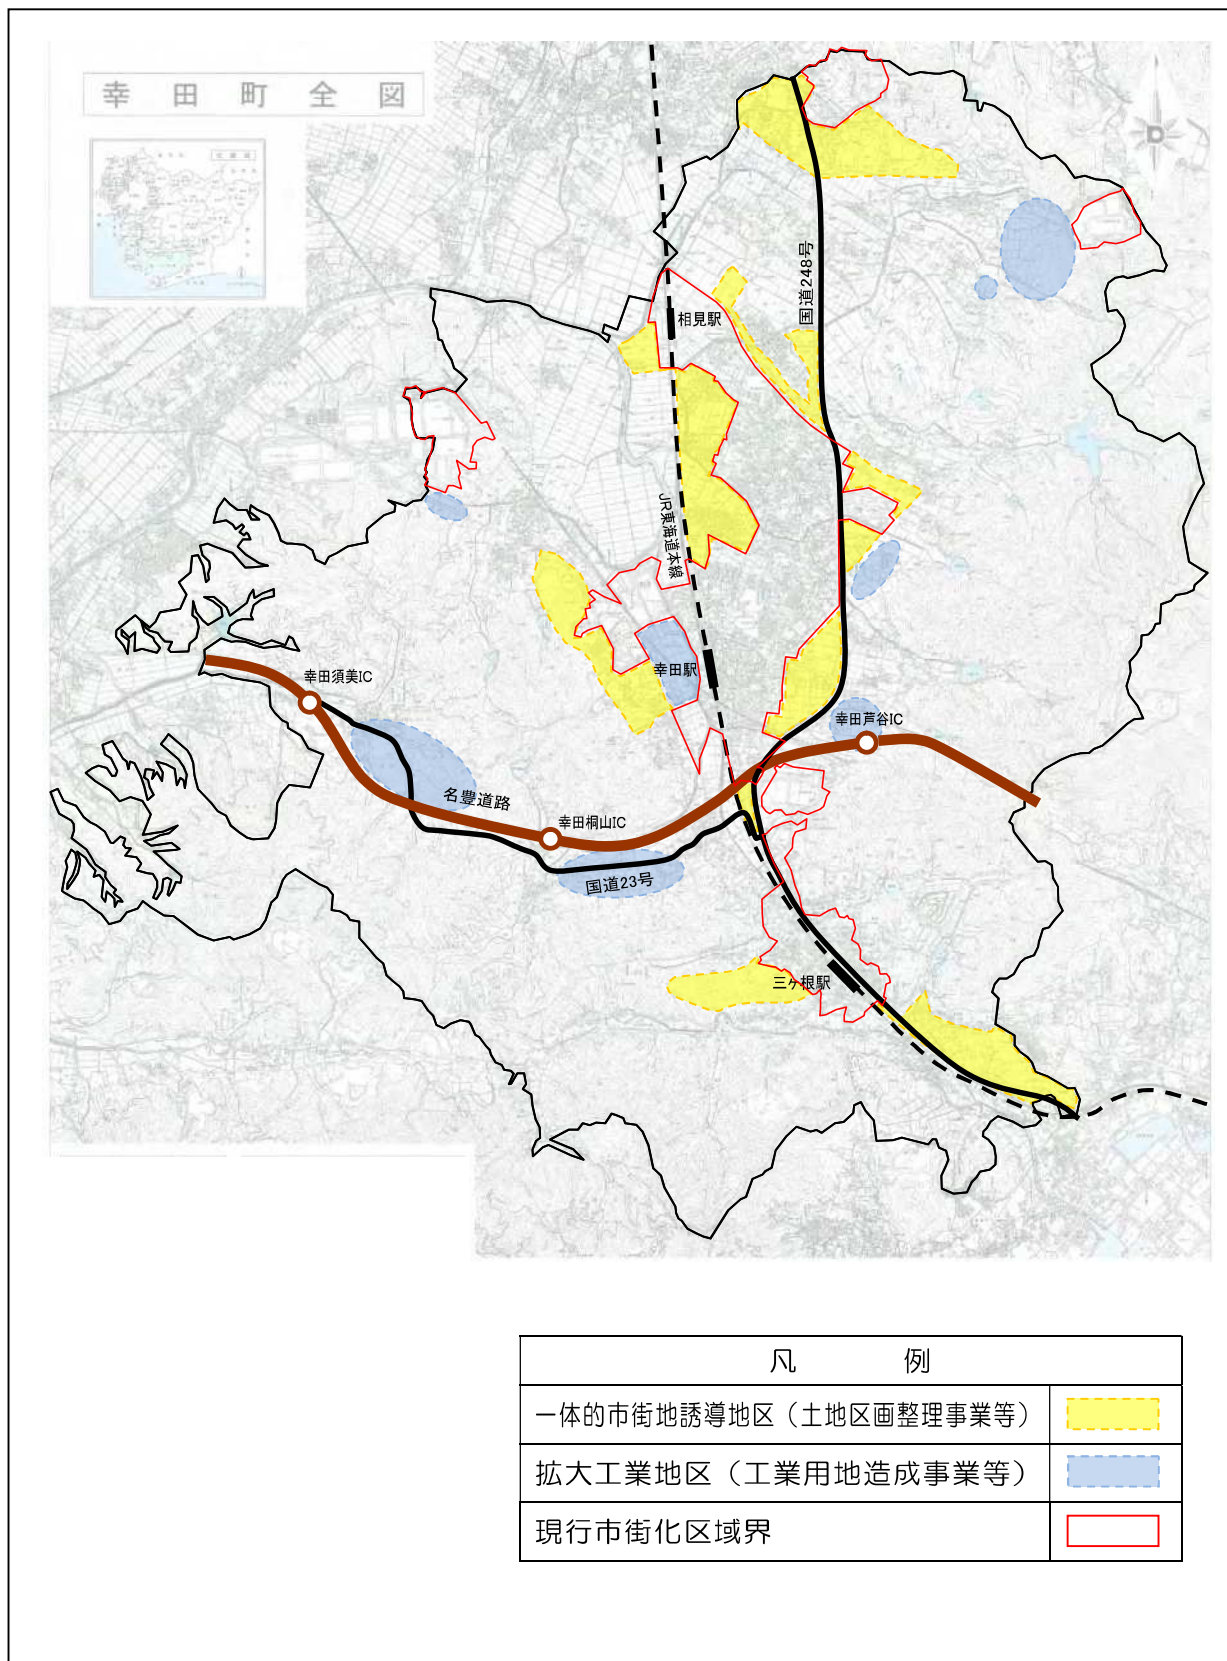 幸田町全図
国道248号
相見駅
JR東海道本線
幸田駅
幸田須美IC
幸田芦谷IC
名豊道路
幸田桐山IC
国道23号
三ヶ根駅
凡 例
一体的市街地誘導地区（土地区画整理事業等）
拡大工業地区（工業用地造成事業等）
現行市街化区域界